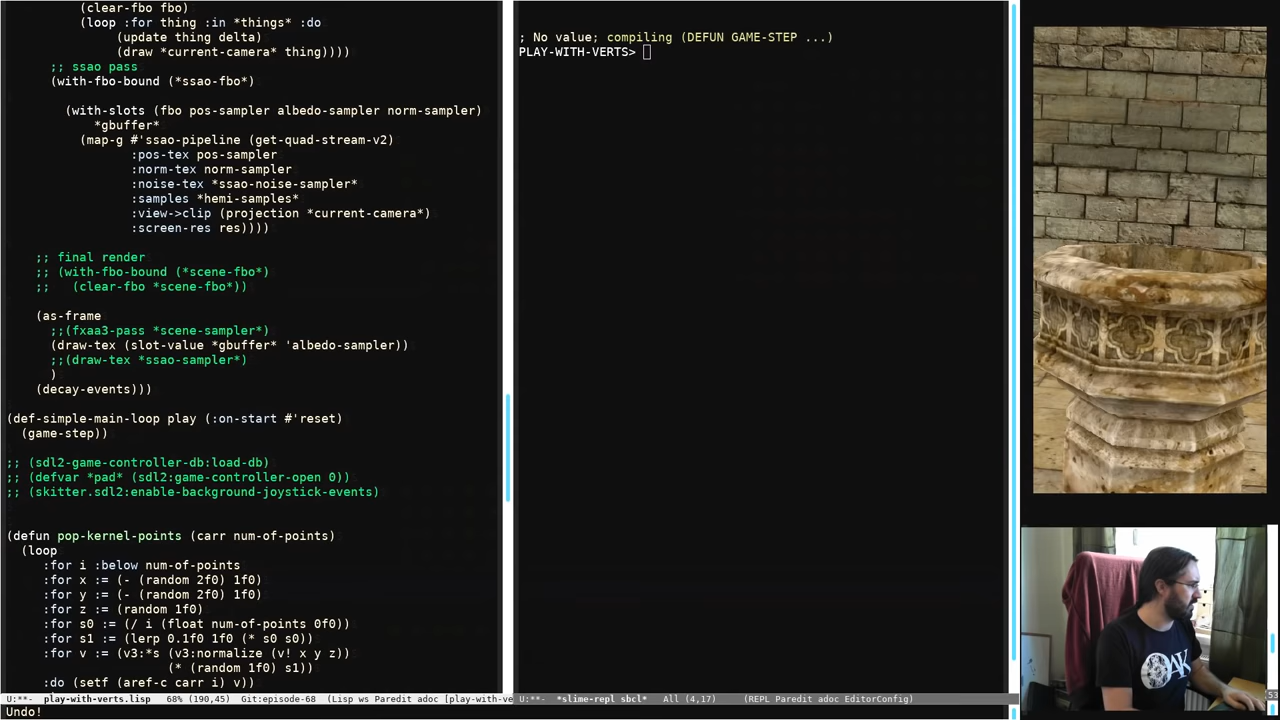 (clear-fbo fbo)
(loop :for thing :in *things* :do
(update thing delta)
(draw *current-camera* thing))))
;; ssao pass
(with-fbo-bound (*ssao-fbo*)
(with-slots (fbo pos-sampler albedo-sampler norm-sampler)
*gbuffer*
(map-g #'ssao-pipeline (get-quad-stream-v2)
:pos-tex pos-sampler
:norm-tex norm-sampler
:noise-tex *ssao-noise-sampler*
:samples *hemi-samples*
:view->clip (projection *current-camera*)
:screen-res res))))
;; final render
;; (with-fbo-bound (*scene-fbo*)
;;   (clear-fbo *scene-fbo*))
(as-frame
;;(fxaa3-pass *scene-sampler*)
(draw-tex (slot-value *gbuffer* 'albedo-sampler))
;;(draw-tex *ssao-sampler*)
)
(decay-events)))
(def-simple-main-loop play (:on-start #'reset)
(game-step))
;; (sdl2-game-controller-db:load-db)
;; (defvar *pad* (sdl2:game-controller-open 0))
;; (skitter.sdl2:enable-background-joystick-events)
(defun pop-kernel-points (carr num-of-points)
(loop
:for i :below num-of-points
:for x := (- (random 2f0) 1f0)
:for y := (- (random 2f0) 1f0)
:for z := (random 1f0)
:for s0 := (/ i (float num-of-points 0f0))
:for s1 := (lerp 0.1f0 1f0 (* s0 s0))
:for v := (v3:*s (v3:normalize (v! x y z))
(* (random 1f0) s1))
:do (setf (aref-c carr i) v))
U:**-  play-with-verts.lisp   68% (190,45)  Git:episode-68  (Lisp ws Paredit adoc [play-with-ve
Undo!
; No value; compiling (DEFUN GAME-STEP ...)
PLAY-WITH-VERTS>
U:**-  *slime-repl sbcl*   All (4,17)     (REPL Paredit adoc EditorConfig)
OAK
53